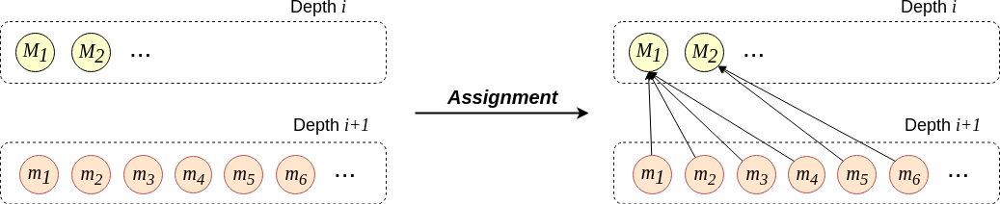 Depth i
M1 M2 ...
Depth i+1
m1 m2 m3 m4 m5 m6 ...
Assignment
Depth i
M1 M2 ...
Depth i+1
m1 m2 m3 m4 m5 m6 ...